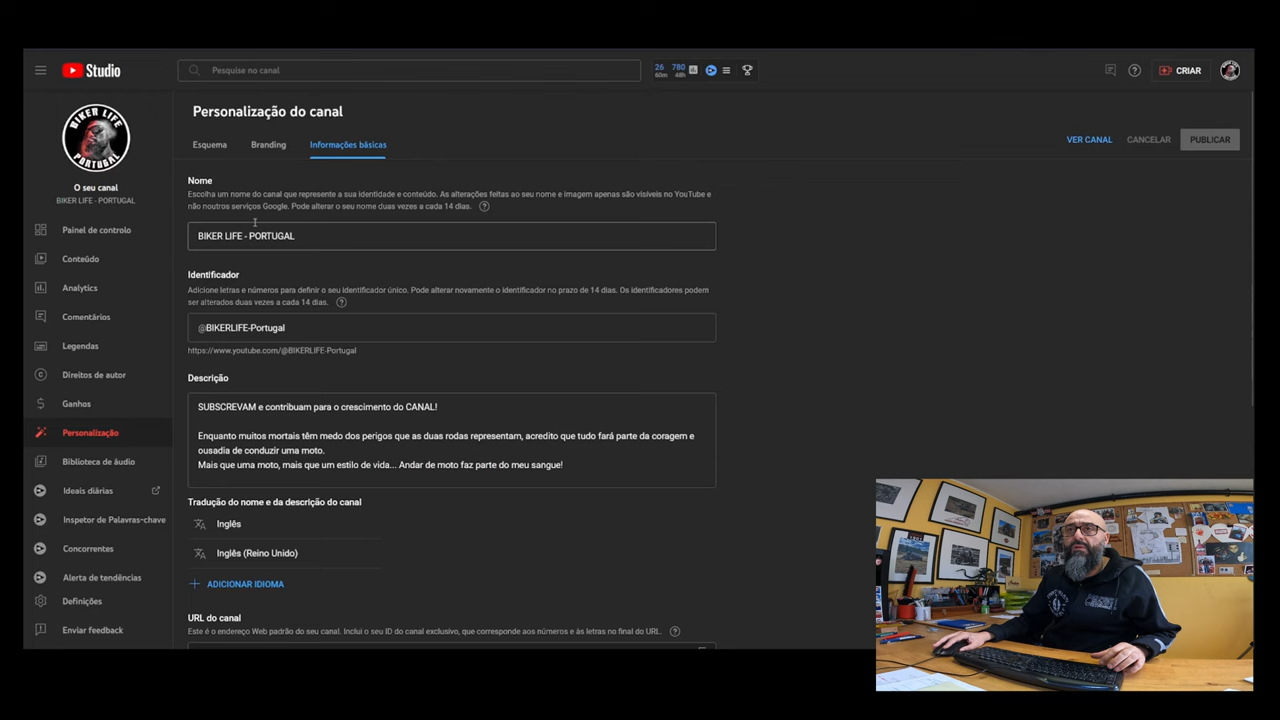 Studio
Pesquise no canal
26
60m
780
48h
CRIAR
BIKER LIFE
PORTUGAL
O seu canal
BIKER LIFE - PORTUGAL
Painel de controlo
Conteúdo
Analytics
Comentários
Legendas
Direitos de autor
Ganhos
Personalização
Biblioteca de áudio
Ideais diárias
Inspetor de Palavras-chave
Concorrentes
Alerta de tendências
Definições
Enviar feedback
Personalização do canal
Esquema
Branding
Informações básicas
VER CANAL
CANCELAR
PUBLICAR
Nome
Escolha um nome do canal que represente a sua identidade e conteúdo. As alterações feitas ao seu nome e imagem apenas são visíveis no YouTube e
não noutros serviços Google. Pode alterar o seu nome duas vezes a cada 14 dias.
BIKER LIFE - PORTUGAL
Identificador
Adicione letras e números para definir o seu identificador único. Pode alterar novamente o identificador no prazo de 14 dias. Os identificadores podem
ser alterados duas vezes a cada 14 dias.
@BIKERLIFE-Portugal
https://www.youtube.com/@BIKERLIFE-Portugal
Descrição
SUBSCREVAM e contribuam para o crescimento do CANAL!
Enquanto muitos mortais têm medo dos perigos que as duas rodas representam, acredito que tudo fará parte da coragem e
ousadia de conduzir uma moto.
Mais que uma moto, mais que um estilo de vida... Andar de moto faz parte do meu sangue!
Tradução do nome e da descrição do canal
Inglês
Inglês (Reino Unido)
ADICIONAR IDIOMA
URL do canal
Este é o endereço Web padrão do seu canal. Inclui o seu ID do canal exclusivo, que corresponde aos números e às letras no final do URL.